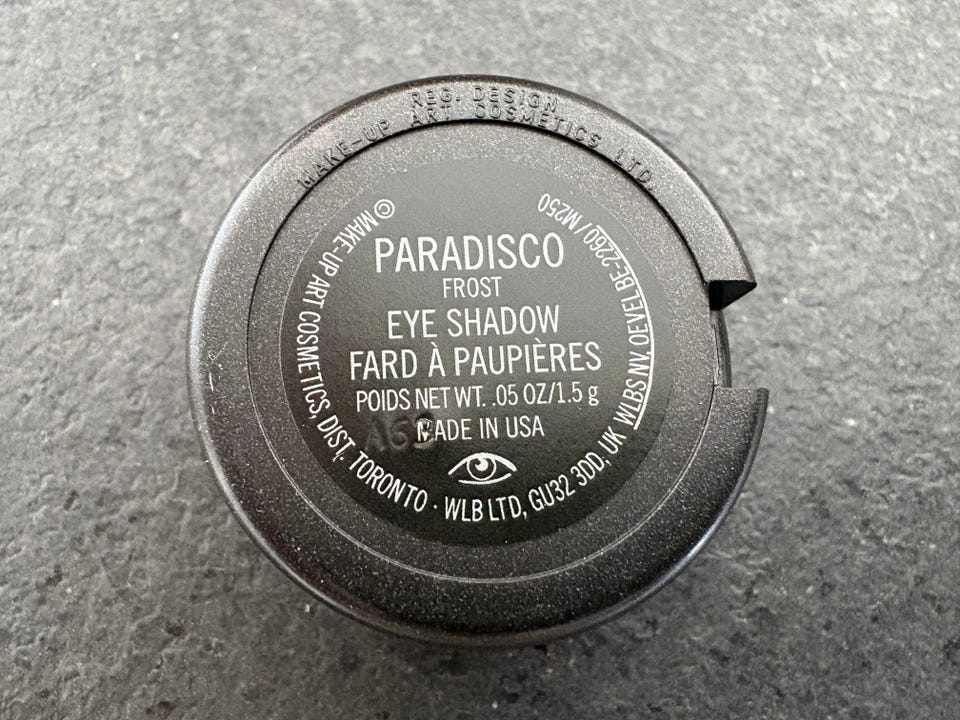 REG. DESIGN
MAKE-UP ART COSMETICS LTD.
PARADISCO
FROST
EYE SHADOW
FARD À PAUPIÈRES
POIDS NET WT. .05 OZ/1.5 g
MADE IN USA
© MAKE-UP ART COSMETICS, DIST. TORONTO · WLB LTD, GU32 3DD, UK WLBS NV, OEVEL BE-2260/M250